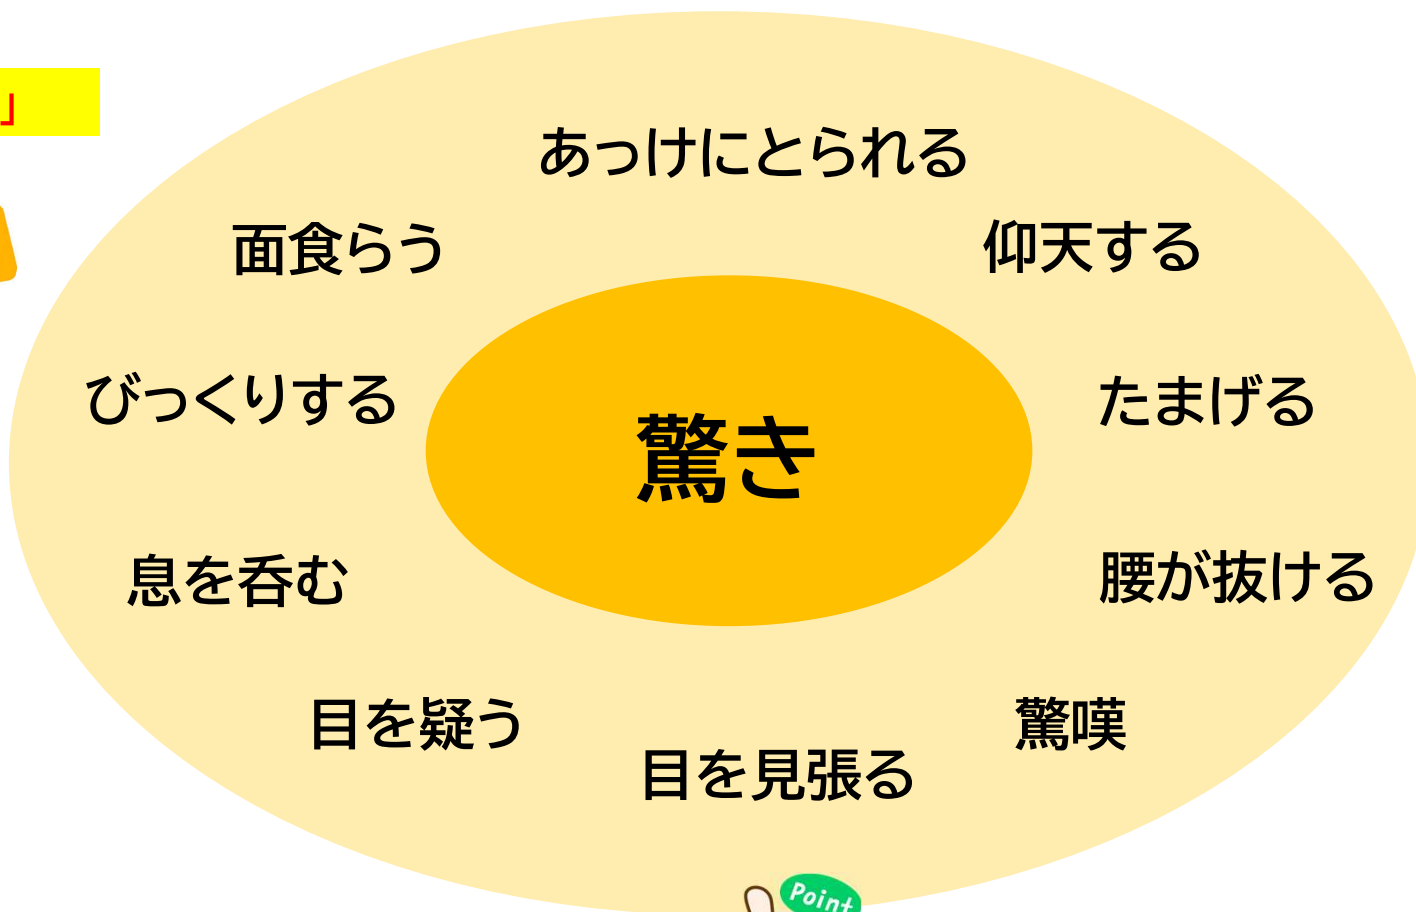 」
あっけにとられる
面食らう
仰天する
びっくりする
たまげる
驚き
息を呑む
腰が抜ける
目を疑う
驚嘆
目を見張る
Point